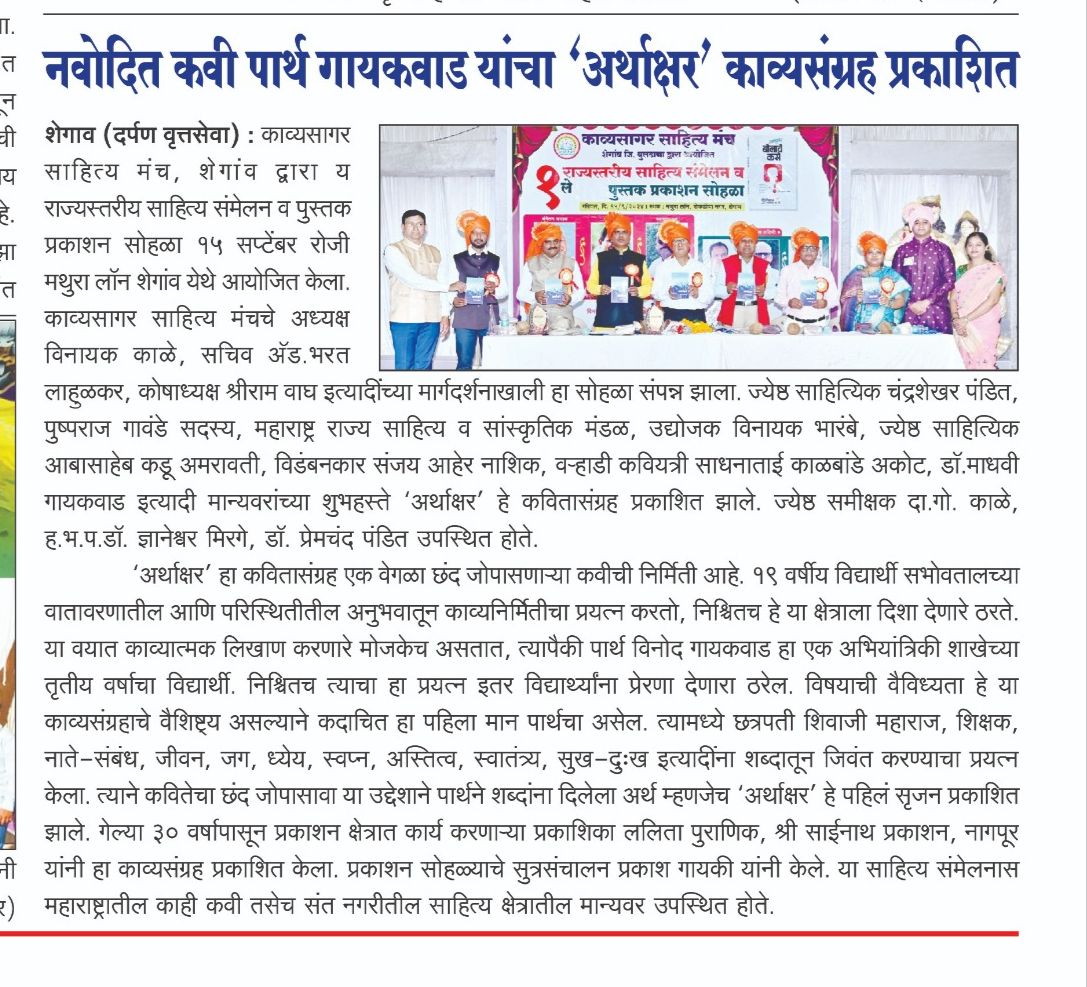 नवोदित कवी पार्थ गायकवाड यांचा ‘अर्थाक्षर’ काव्यसंग्रह प्रकाशित
शेगाव (दर्पण वृत्तसेवा) : काव्यसागर
साहित्य मंच, शेगांव द्वारा य
राज्यस्तरीय साहित्य संमेलन व पुस्तक
प्रकाशन सोहळा १५ सप्टेंबर रोजी
मथुरा लॉन शेगांव येथे आयोजित केला.
काव्यसागर साहित्य मंचचे अध्यक्ष
विनायक काळे, सचिव अ‍ॅड.भरत
काव्यसागर साहित्य मंच
शेगांव जि. बुलढाणा द्वारा आयोजित
१ले राज्यस्तरीय साहित्य संमेलन व
पुस्तक प्रकाशन सोहळा
लाहुळकर, कोषाध्यक्ष श्रीराम वाघ इत्यादींच्या मार्गदर्शनाखाली हा सोहळा संपन्न झाला. ज्येष्ठ साहित्यिक चंद्रशेखर पंडित,
पुष्पराज गावंडे सदस्य, महाराष्ट्र राज्य साहित्य व सांस्कृतिक मंडळ, उद्योजक विनायक भारंबे, ज्येष्ठ साहित्यिक
आबासाहेब कडू अमरावती, विडंबनकार संजय आहेर नाशिक, वऱ्हाडी कवियत्री साधनाताई काळबांडे अकोट, डॉ.माधवी
गायकवाड इत्यादी मान्यवरांच्या शुभहस्ते ‘अर्थाक्षर’ हे कवितासंग्रह प्रकाशित झाले. ज्येष्ठ समीक्षक दा.गो. काळे,
ह.भ.प.डॉ. ज्ञानेश्वर मिरगे, डॉ. प्रेमचंद पंडित उपस्थित होते.
‘अर्थाक्षर’ हा कवितासंग्रह एक वेगळा छंद जोपासणाऱ्या कवीची निर्मिती आहे. १९ वर्षीय विद्यार्थी सभोवतालच्या
वातावरणातील आणि परिस्थितीतील अनुभवातून काव्यनिर्मितीचा प्रयत्न करतो, निश्चितच हे या क्षेत्राला दिशा देणारे ठरते.
या वयात काव्यात्मक लिखाण करणारे मोजकेच असतात, त्यापैकी पार्थ विनोद गायकवाड हा एक अभियांत्रिकी शाखेच्या
तृतीय वर्षाचा विद्यार्थी. निश्चितच त्याचा हा प्रयत्न इतर विद्यार्थ्यांना प्रेरणा देणारा ठरेल. विषयाची वैविध्यता हे या
काव्यसंग्रहाचे वैशिष्ट्य असल्याने कदाचित हा पहिला मान पार्थचा असेल. त्यामध्ये छत्रपती शिवाजी महाराज, शिक्षक,
नाते-संबंध, जीवन, जग, ध्येय, स्वप्न, अस्तित्व, स्वातंत्र्य, सुख-दुःख इत्यादींना शब्दातून जिवंत करण्याचा प्रयत्न
केला. त्याने कवितेचा छंद जोपासावा या उद्देशाने पार्थने शब्दांना दिलेला अर्थ म्हणजेच ‘अर्थाक्षर’ हे पहिलं सृजन प्रकाशित
झाले. गेल्या ३० वर्षापासून प्रकाशन क्षेत्रात कार्य करणाऱ्या प्रकाशिका ललिता पुराणिक, श्री साईनाथ प्रकाशन, नागपूर
यांनी हा काव्यसंग्रह प्रकाशित केला. प्रकाशन सोहळ्याचे सुत्रसंचालन प्रकाश गायकी यांनी केले. या साहित्य संमेलनास
महाराष्ट्रातील काही कवी तसेच संत नगरीतील साहित्य क्षेत्रातील मान्यवर उपस्थित होते.